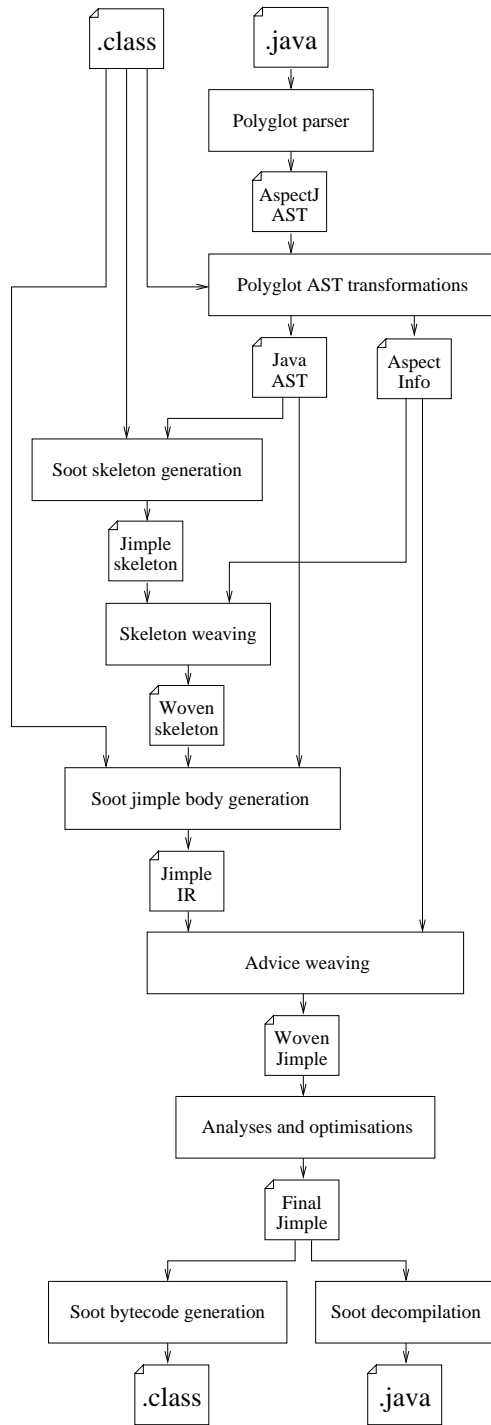 .class
.java
Polyglot parser
AspectJ
AST
Polyglot AST transformations
Java
AST
Aspect
Info
Soot skeleton generation
Jimple
skeleton
Skeleton weaving
Woven
skeleton
Soot jimple body generation
Jimple
IR
Advice weaving
Woven
Jimple
Analyses and optimisations
Final
Jimple
Soot bytecode generation
Soot decompilation
.class
.java